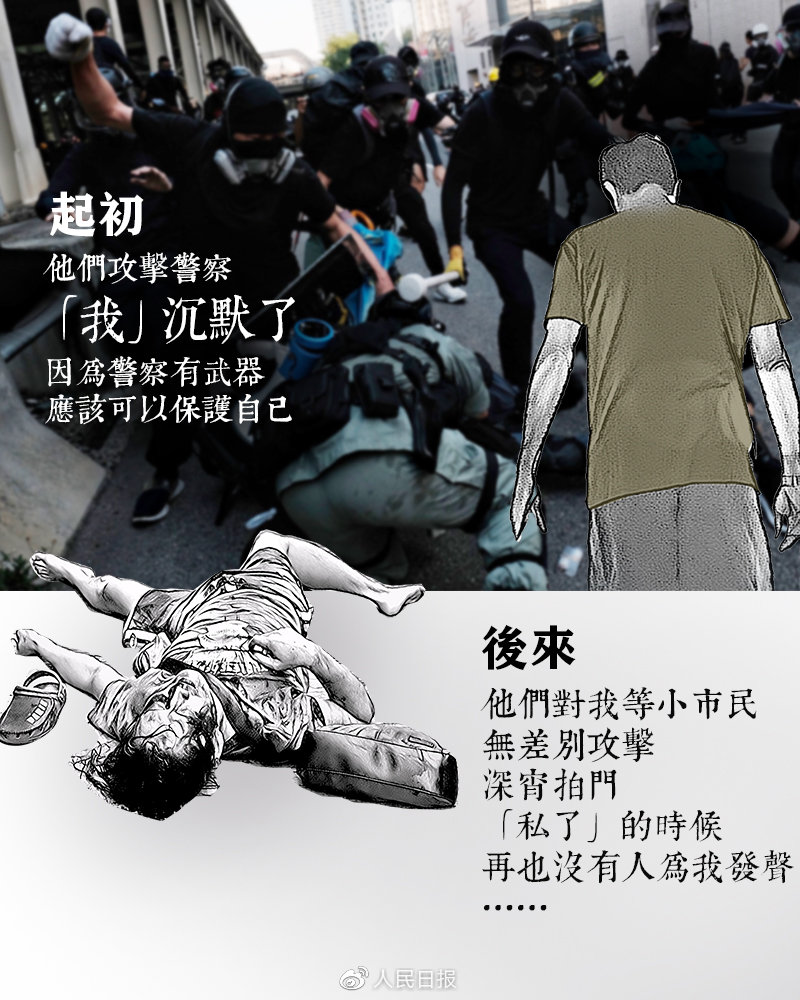 起初
他們攻擊警察
「我」沉默了
因爲警察有武器
應該可以保護自己
後來
他們對我等小市民
無差別攻擊
深宵拍門
「私了」的時候
再也沒有人爲我發聲
······
人民日报